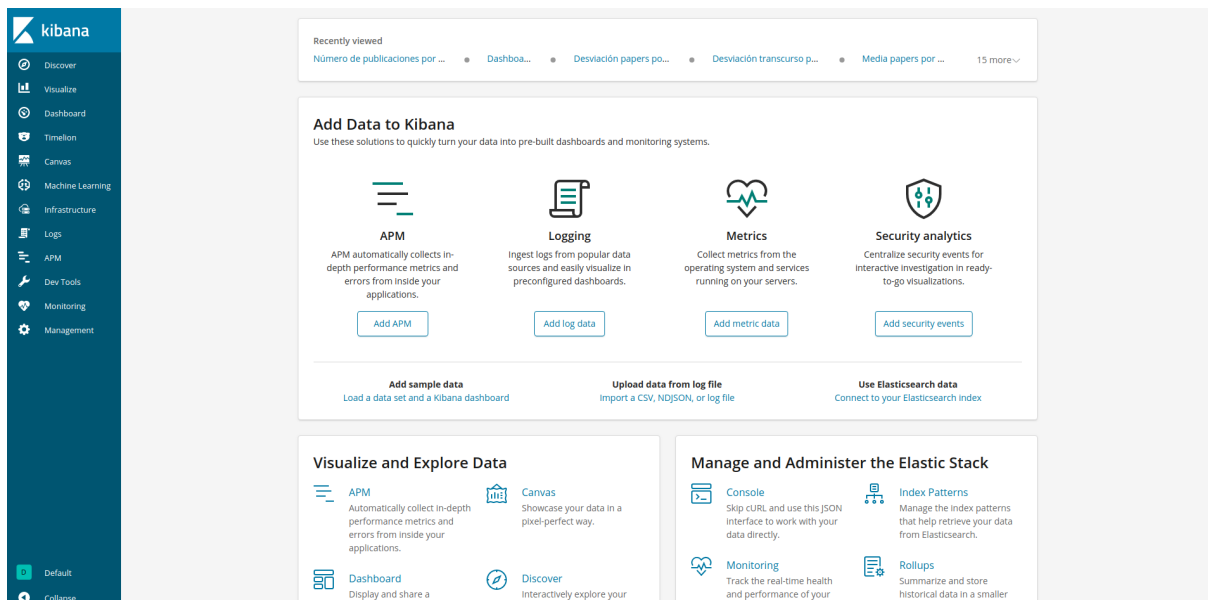 kibana
Discover
Visualize
Dashboard
Timelion
Canvas
Machine Learning
Infrastructure
Logs
APM
Dev Tools
Monitoring
Management
D Default
Collapse
Recently viewed
Número de publicaciones por ... Dashboa... Desviación papers po... Desviación transcurso p... Media papers por ... 15 more
Add Data to Kibana
Use these solutions to quickly turn your data into pre-built dashboards and monitoring systems.
APM
APM automatically collects in-
depth performance metrics and
errors from inside your
applications.
Add APM
Logging
Ingest logs from popular data
sources and easily visualize in
preconfigured dashboards.
Add log data
Metrics
Collect metrics from the
operating system and services
running on your servers.
Add metric data
Security analytics
Centralize security events for
interactive investigation in ready-
to-go visualizations.
Add security events
Add sample data
Load a data set and a Kibana dashboard
Upload data from log file
Import a CSV, NDJSON, or log file
Use Elasticsearch data
Connect to your Elasticsearch index
Visualize and Explore Data
APM
Automatically collect in-depth
performance metrics and
errors from inside your
applications.
Canvas
Showcase your data in a
pixel-perfect way.
Dashboard
Display and share a
Discover
Interactively explore your
Manage and Administer the Elastic Stack
Console
Skip cURL and use this JSON
interface to work with your
data directly.
Index Patterns
Manage the index patterns
that help retrieve your data
from Elasticsearch.
Monitoring
Track the real-time health
and performance of your
Rollups
Summarize and store
historical data in a smaller